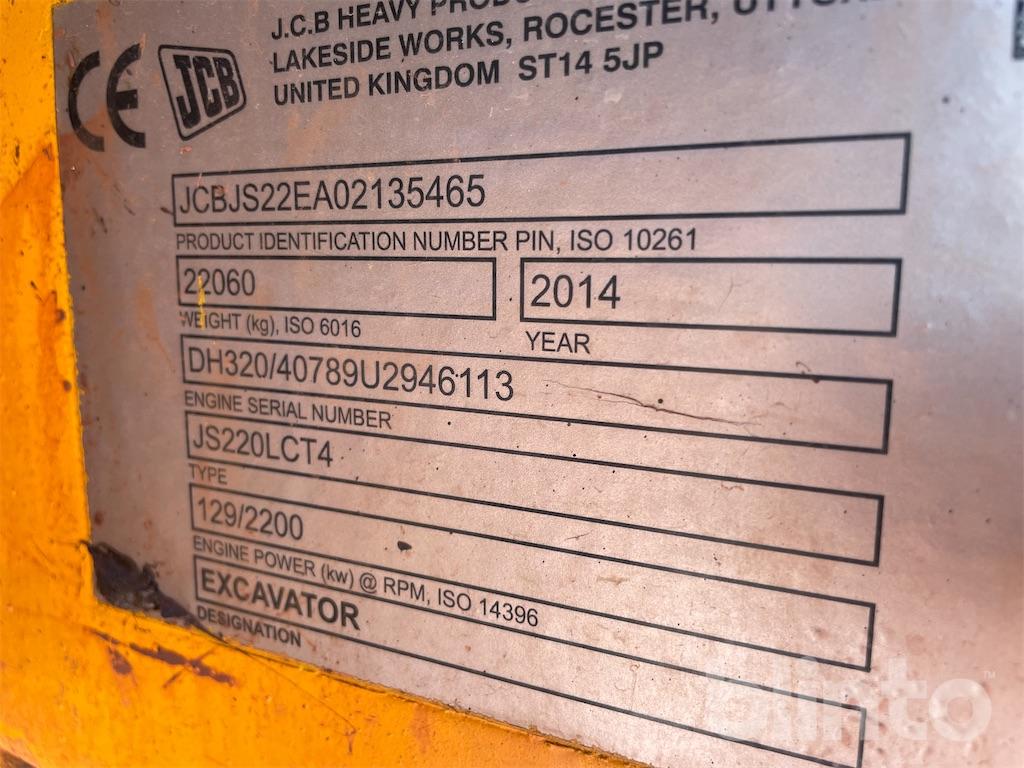 J.C.B HEAVY
LAKESIDE WORKS, ROCESTER,
UNITED KINGDOM ST14 5JP
CE
JCB
JCBJS22EA02135465
PRODUCT IDENTIFICATION NUMBER PIN, ISO 10261
22060
WEIGHT (kg), ISO 6016
2014
YEAR
DH320/40789U2946113
ENGINE SERIAL NUMBER
JS220LCT4
TYPE
129/2200
ENGINE POWER (kw) @ RPM, ISO 14396
EXCAVATOR
DESIGNATION
blinto